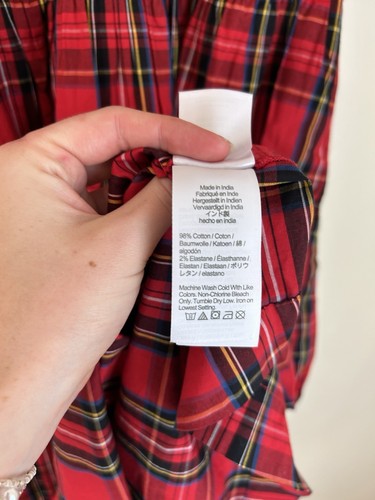 Made in India
Fabriqué en Inde
Hergestellt in Indien
Vervaardigd in India
インド製
hecho en India
98% Cotton / Coton /
Baumwolle / Katoen / 綿 /
algodón
2% Elastane / Élasthanne /
Elastan / Elastaan / ポリウ
レタン / elastano
Machine Wash Cold With Like
Colors. Non-Chlorine Bleach
Only. Tumble Dry Low. Iron on
Lowest Setting.